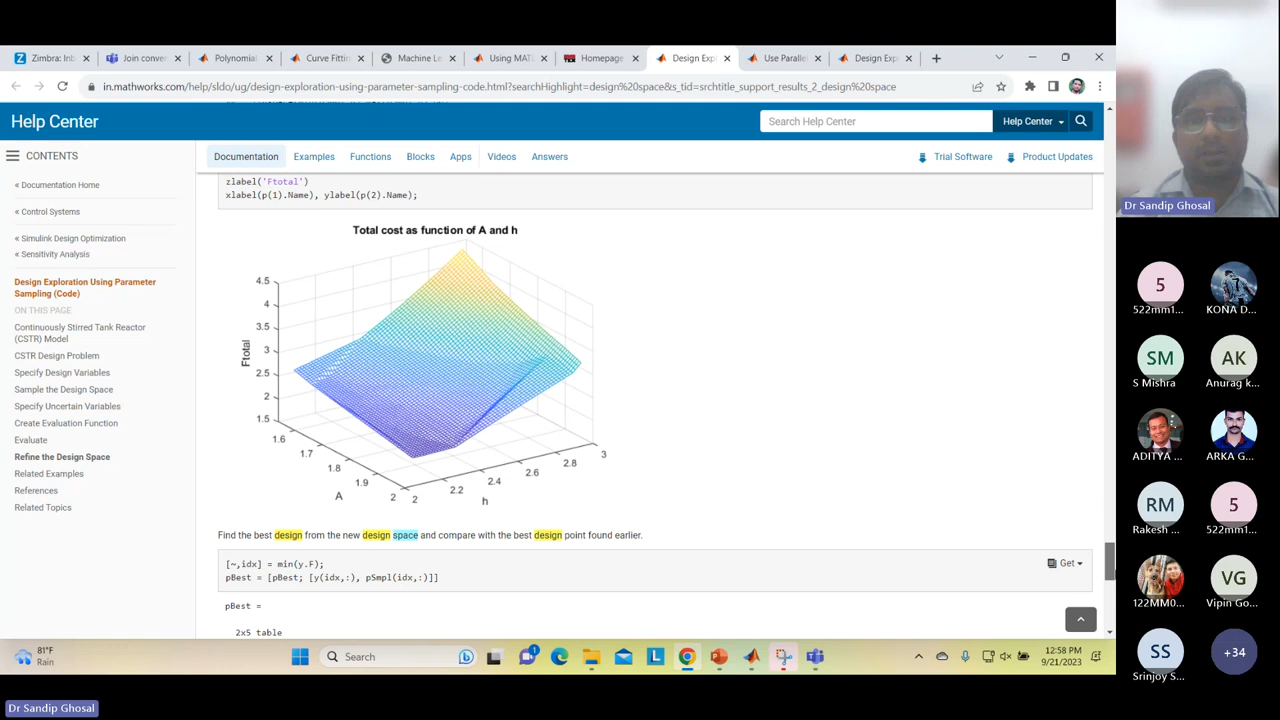 Zimbra: Inb
Join conver
Polynomial
Curve Fittin
Machine Le
Using MAT
Homepage
Design Exp
Use Parallel
Design Exp
in.mathworks.com/help/sldo/ug/design-exploration-using-parameter-sampling-code.html?searchHighlight=design%20space&s_tid=srchtitle_support_results_2_design%20space
Help Center
Search Help Center
Help Center
CONTENTS
Documentation
Examples
Functions
Blocks
Apps
Videos
Answers
Trial Software
Product Updates
« Documentation Home
« Control Systems
« Simulink Design Optimization
« Sensitivity Analysis
Design Exploration Using Parameter
Sampling (Code)
ON THIS PAGE
Continuously Stirred Tank Reactor
(CSTR) Model
CSTR Design Problem
Specify Design Variables
Sample the Design Space
Specify Uncertain Variables
Create Evaluation Function
Evaluate
Refine the Design Space
Related Examples
References
Related Topics
zlabel('Ftotal')
xlabel(p(1).Name), ylabel(p(2).Name);
Total cost as function of A and h
4.5
4
3.5
3
2.5
2
1.5
Ftotal
1.6
1.7
1.8
1.9
2
A
2
2.2
2.4
2.6
2.8
3
h
Find the best design from the new design space and compare with the best design point found earlier.
[~,idx] = min(y.F);
pBest = [pBest; [y(idx,:), pSmpl(idx,:)]]
Get
pBest =
2x5 table
81°F
Rain
Search
1
12:58 PM
9/21/2023
Dr Sandip Ghosal
5
522mm1...
KONA D...
SM
S Mishra
AK
Anurag k...
ADITYA ...
ARKA G...
RM
Rakesh ...
5
522mm1...
122MM0...
VG
Vipin Go...
SS
Srinjoy S...
+34
Dr Sandip Ghosal